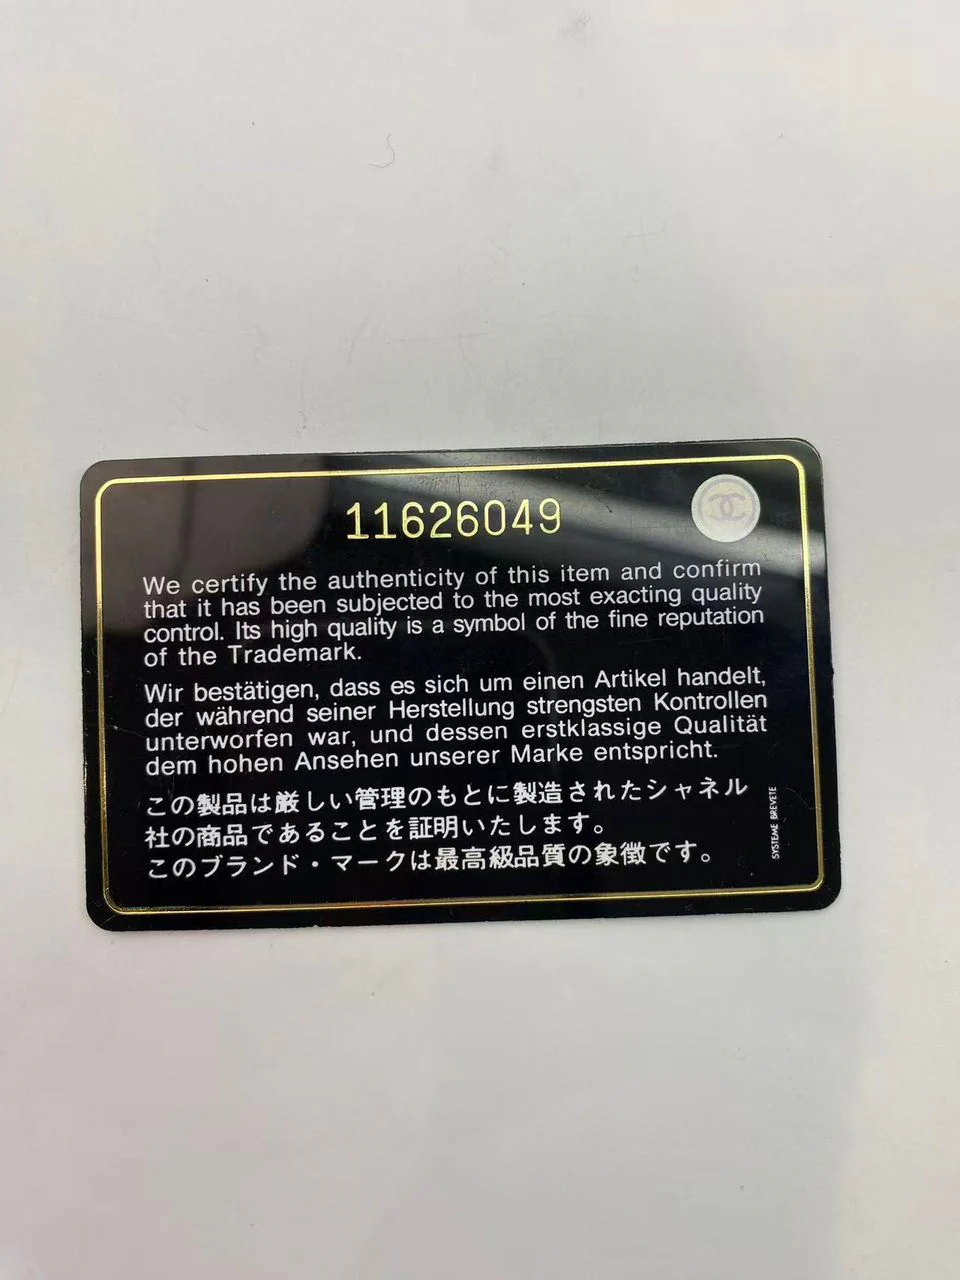 11626049
We certify the authenticity of this item and confirm
that it has been subjected to the most exacting quality
control. Its high quality is a symbol of the fine reputation
of the Trademark.
Wir bestätigen, dass es sich um einen Artikel handelt,
der während seiner Herstellung strengsten Kontrollen
unterworfen war, und dessen erstklassige Qualität
dem hohen Ansehen unserer Marke entspricht.
この製品は厳しい管理のもとに製造されたシャネル
社の商品であることを証明いたします。
このブランド・マークは最高級品質の象徴です。
SYSTEME BREVETE